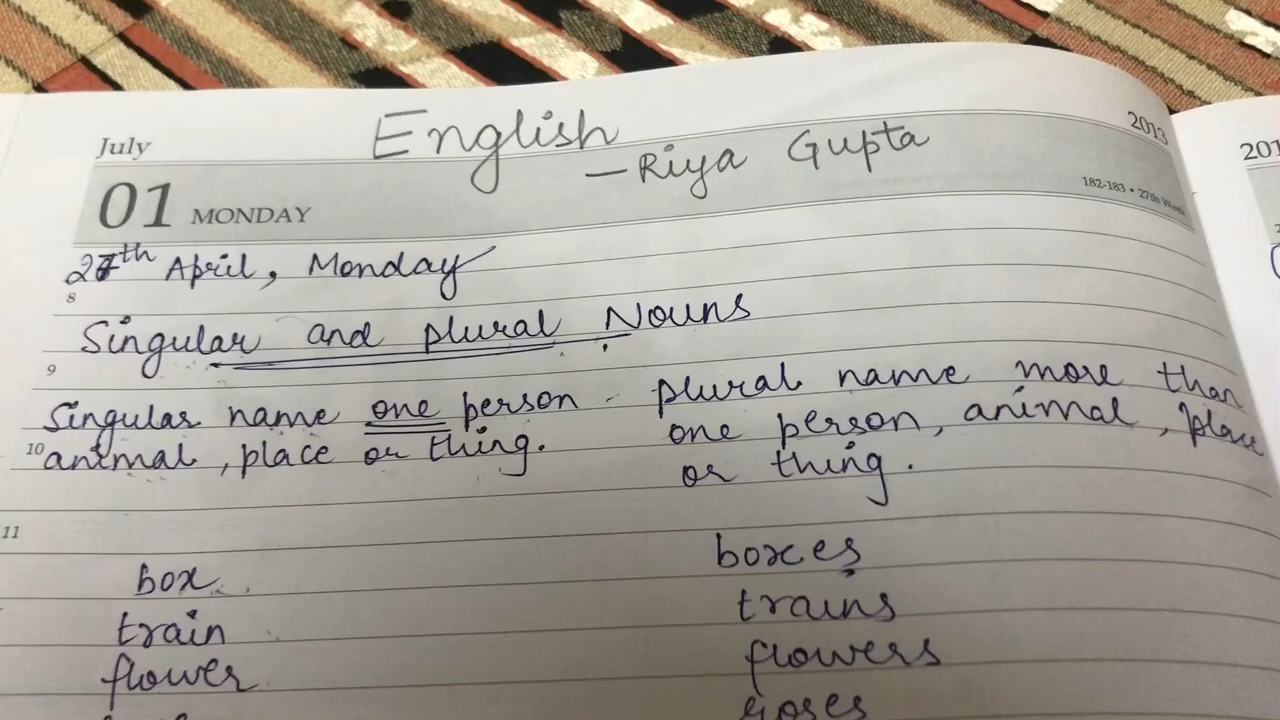 July
English
2013
201
- Riya Gupta
01 MONDAY
182-183 • 27th Week
27th April, Monday
8
Singular and plural Nouns
9
Singular name one person
animal, place or thing.
plural name more than
one person, animal, place
or thing.
10
11
box boxes
train trains
flower flowers
roses